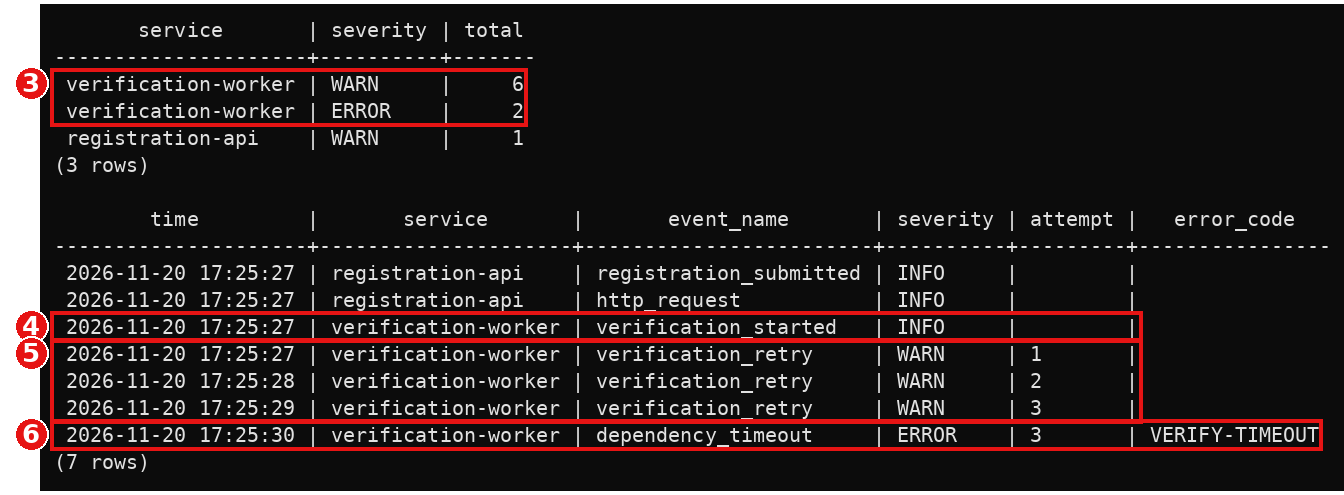 service | severity | total
----------------------+----------+-------
3 verification-worker | WARN | 6
verification-worker | ERROR | 2
registration-api | WARN | 1
(3 rows)
time | service | event_name | severity | attempt | error_code
---------------------+---------------------+------------------------+----------+---------+----------------
2026-11-20 17:25:27 | registration-api | registration_submitted | INFO | |
2026-11-20 17:25:27 | registration-api | http_request | INFO | |
4 2026-11-20 17:25:27 | verification-worker | verification_started | INFO | |
5 2026-11-20 17:25:27 | verification-worker | verification_retry | WARN | 1 |
2026-11-20 17:25:28 | verification-worker | verification_retry | WARN | 2 |
2026-11-20 17:25:29 | verification-worker | verification_retry | WARN | 3 |
6 2026-11-20 17:25:30 | verification-worker | dependency_timeout | ERROR | 3 | VERIFY-TIMEOUT
(7 rows)